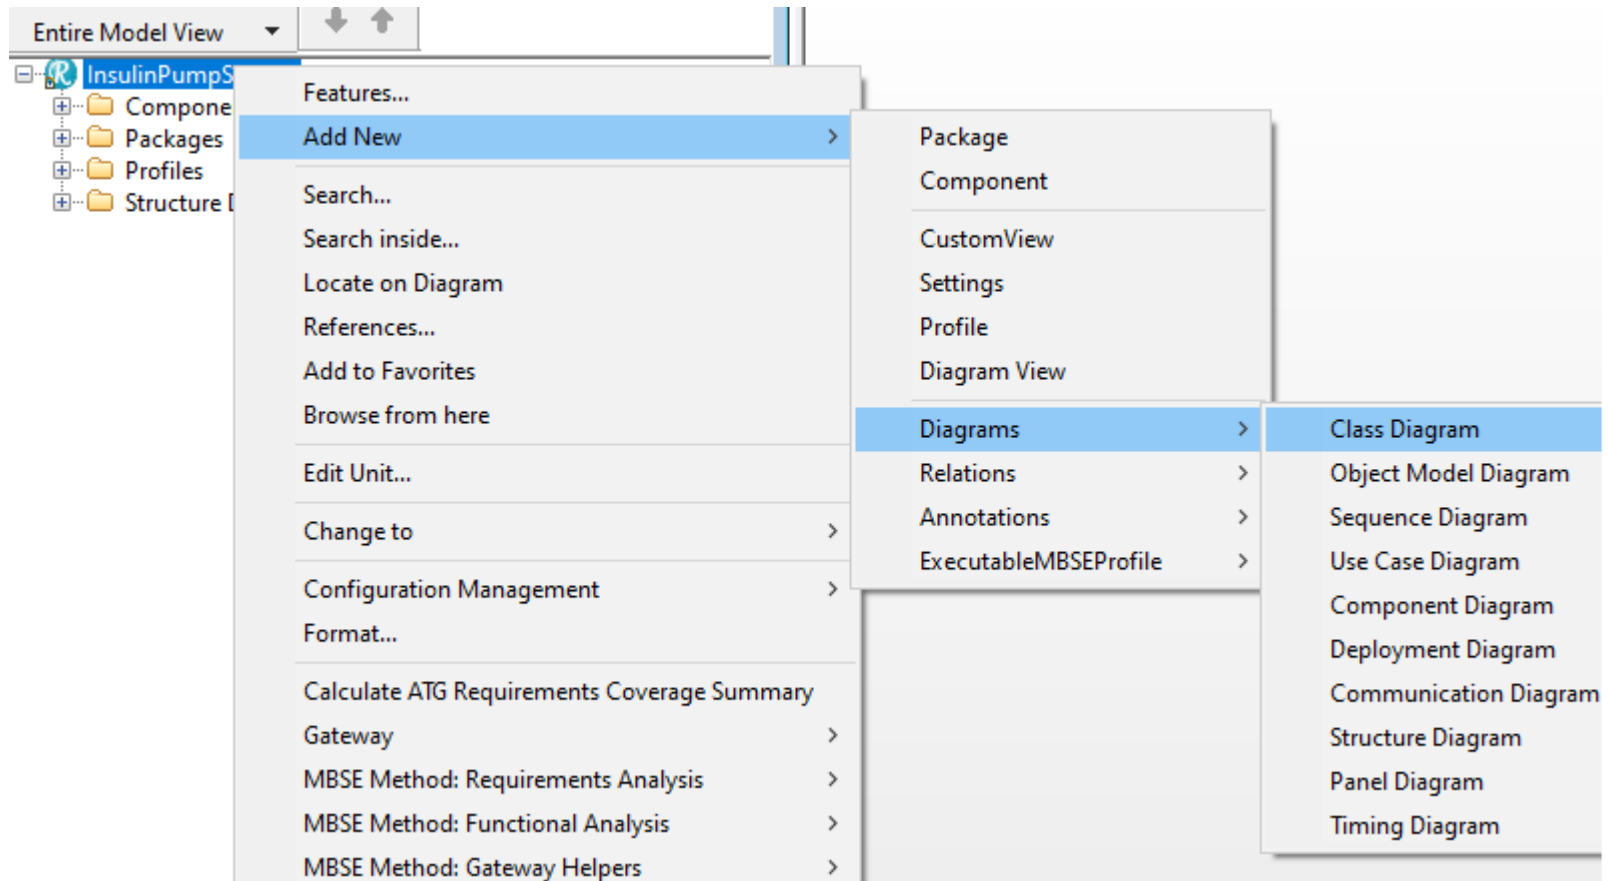 Entire Model View
InsulinPumpS
Compone
Packages
Profiles
Structure
Features...
Add New
Search...
Search inside...
Locate on Diagram
References...
Add to Favorites
Browse from here
Edit Unit...
Change to
Configuration Management
Format...
Calculate ATG Requirements Coverage Summary
Gateway
MBSE Method: Requirements Analysis
MBSE Method: Functional Analysis
MBSE Method: Gateway Helpers
Package
Component
CustomView
Settings
Profile
Diagram View
Diagrams
Relations
Annotations
ExecutableMBSEProfile
Class Diagram
Object Model Diagram
Sequence Diagram
Use Case Diagram
Component Diagram
Deployment Diagram
Communication Diagram
Structure Diagram
Panel Diagram
Timing Diagram